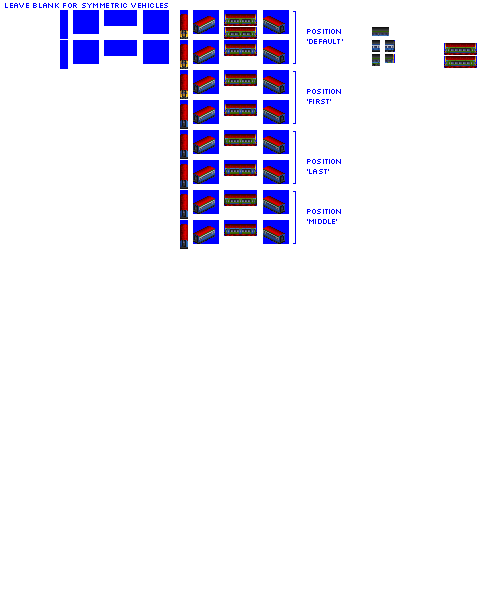 LEAVE BLANK FOR SYMMETRIC VEHICLES
POSITION
'DEFAULT'
POSITION
'FIRST'
POSITION
'LAST'
POSITION
'MIDDLE'